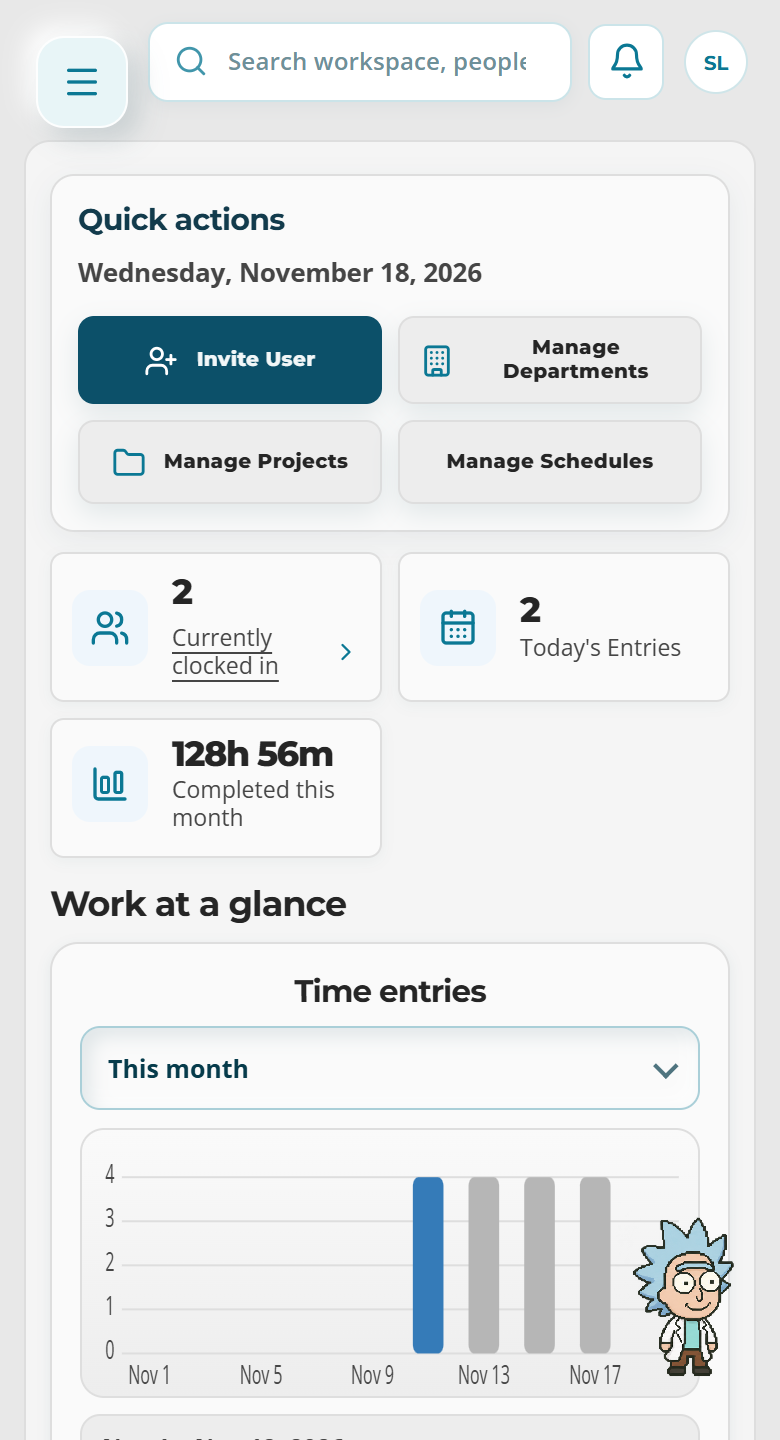 Search workspace, people
SL
Quick actions
Wednesday, November 18, 2026
Invite User
Manage
Departments
Manage Projects
Manage Schedules
2
Currently
clocked in
2
Today's Entries
128h 56m
Completed this
month
Work at a glance
Time entries
This month
4
3
2
1
0
Nov 1
Nov 5
Nov 9
Nov 13
Nov 17